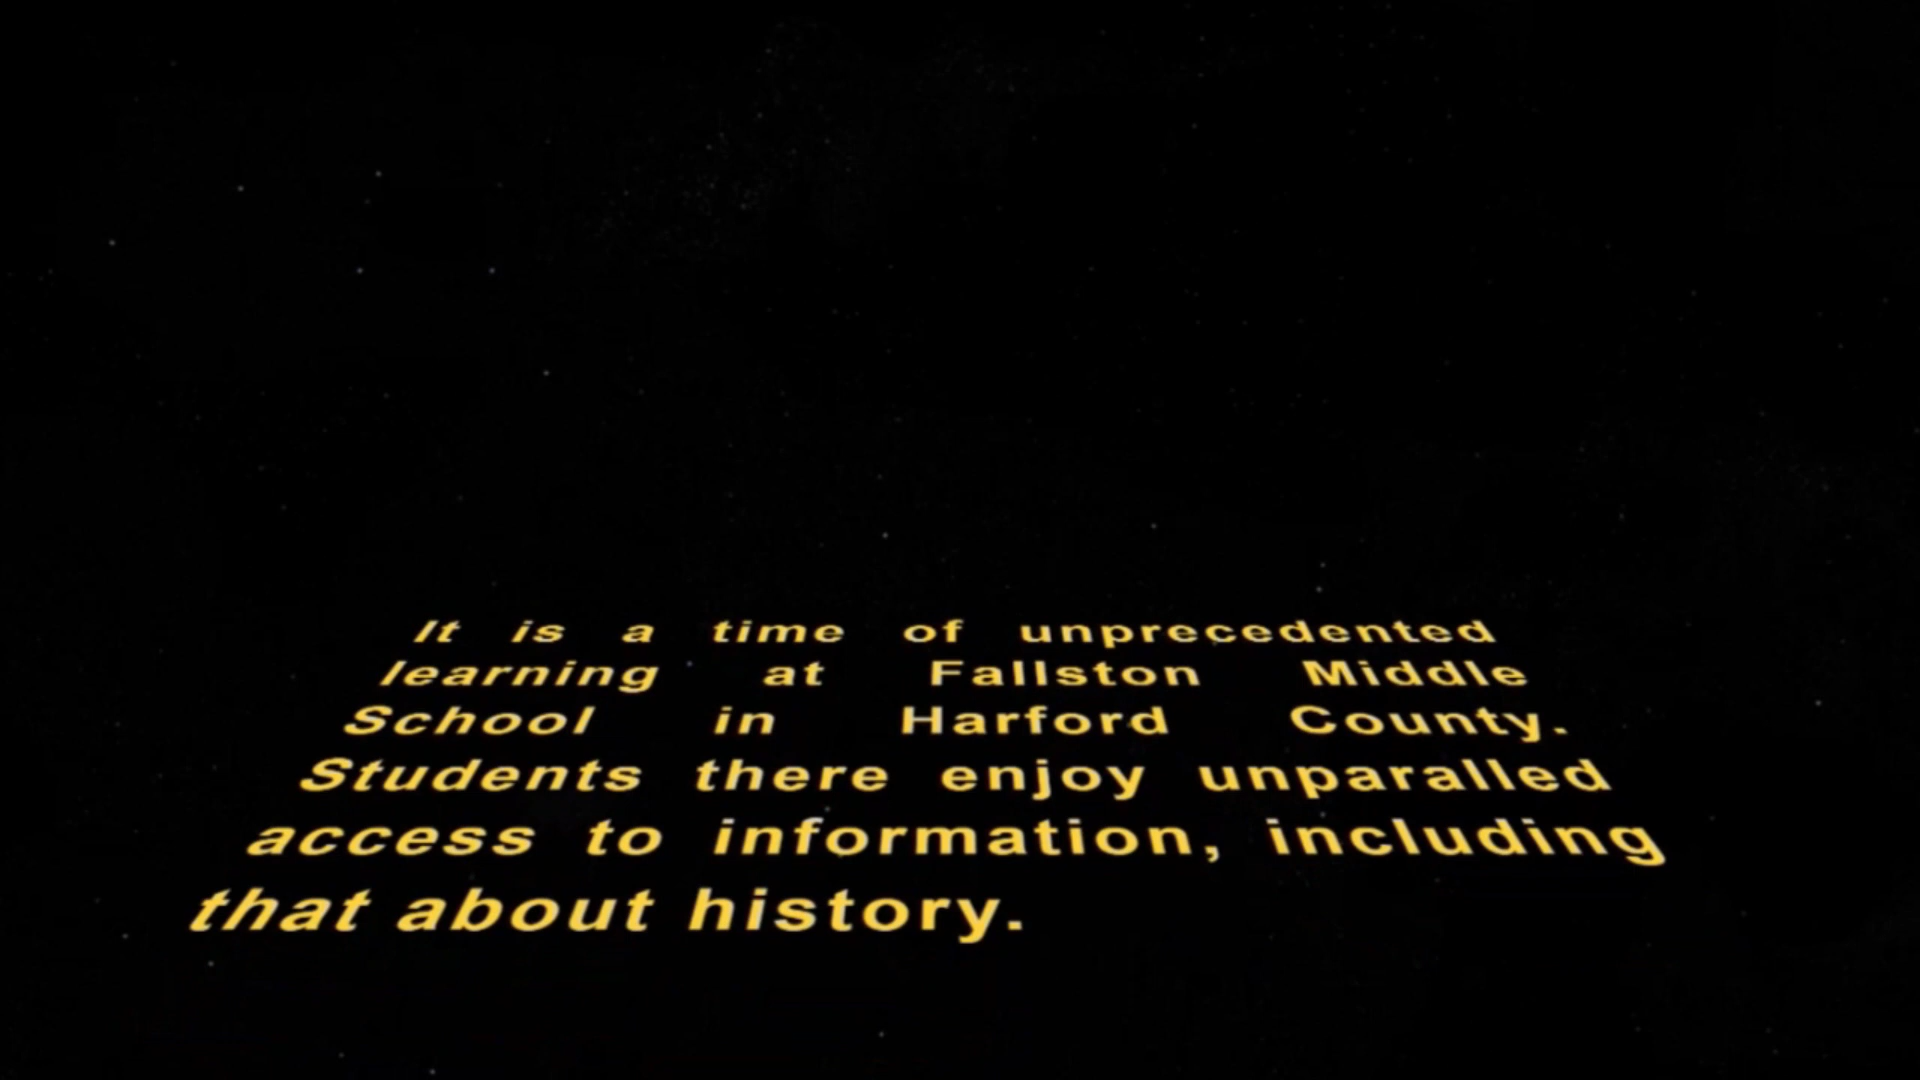 It is a time of unprecedented
learning at Fallston Middle
School in Harford County.
Students there enjoy unparalled
access to information, including
that about history.